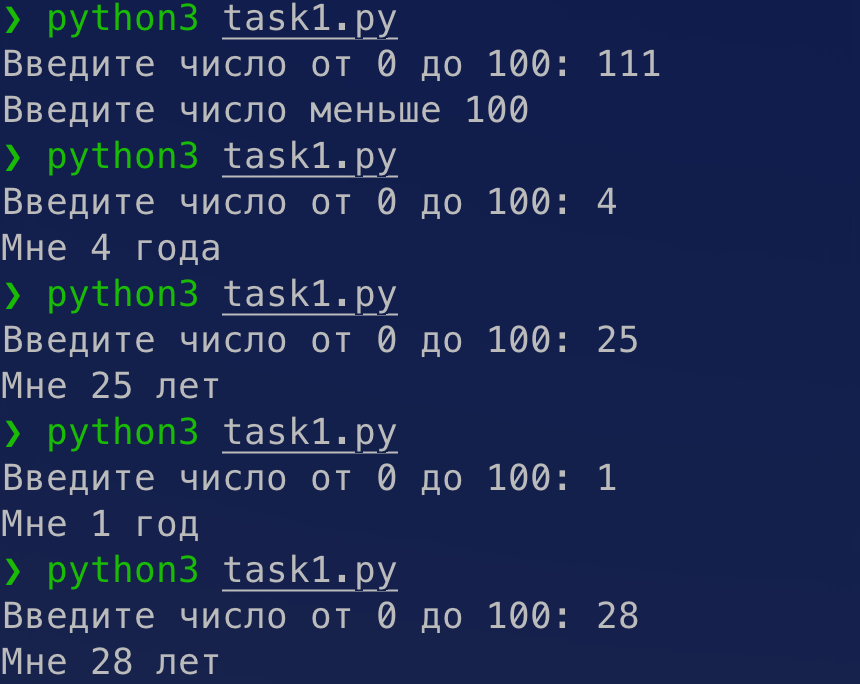 ❯ python3 task1.py
Введите число от 0 до 100: 111
Введите число меньше 100
❯ python3 task1.py
Введите число от 0 до 100: 4
Мне 4 года
❯ python3 task1.py
Введите число от 0 до 100: 25
Мне 25 лет
❯ python3 task1.py
Введите число от 0 до 100: 1
Мне 1 год
❯ python3 task1.py
Введите число от 0 до 100: 28
Мне 28 лет